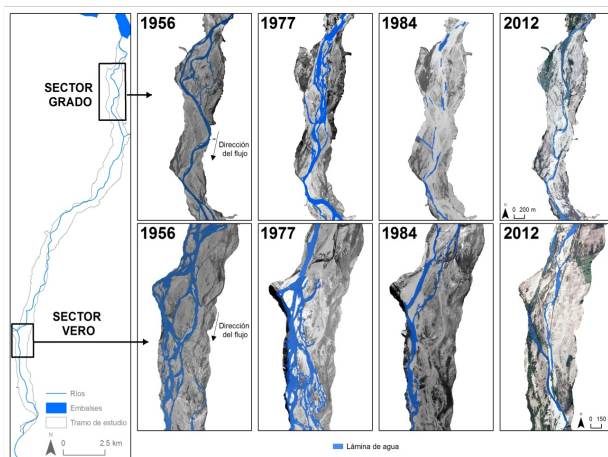 1956
1977
1984
2012
SECTOR
GRADO
Dirección
del flujo
0 200 m
N
1956
1977
1984
2012
SECTOR
VERO
Dirección
del flujo
Ríos
Embalses
Tramo de estudio
N
0 2.5 km
N
0 150
Lámina de agua